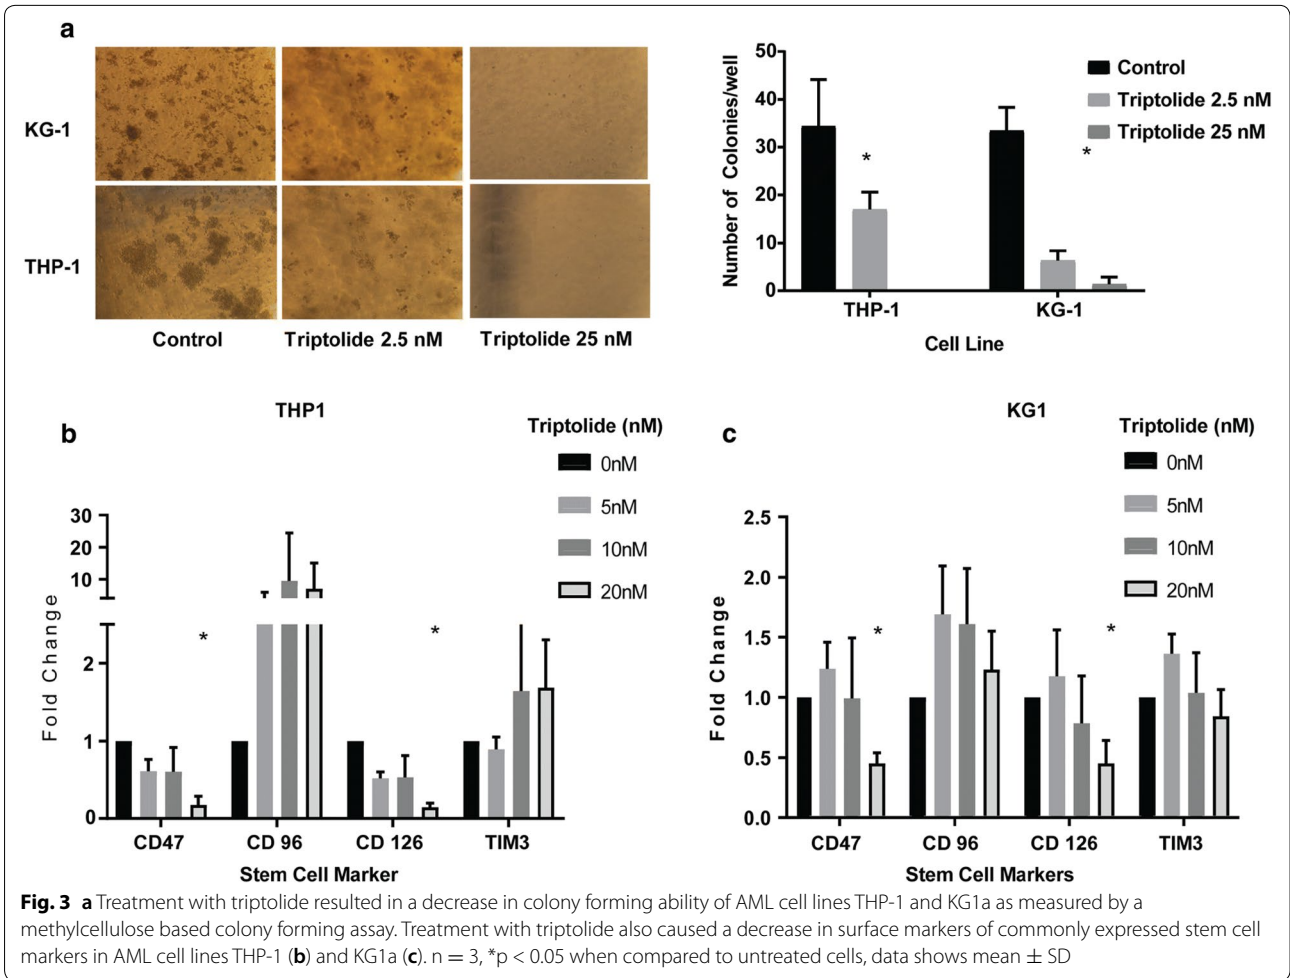 a
KG-1
THP-1
Control
Triptolide 2.5 nM
Triptolide 25 nM
Number of Colonies/well
50
40
30
20
10
0
Control
Triptolide 2.5 nM
Triptolide 25 nM
*
*
THP-1
KG-1
Cell Line
b
THP1
Triptolide (nM)
0nM
5nM
10nM
20nM
Fold Change
30
20
10
2
1
0
*
*
CD47
CD 96
CD 126
TIM3
Stem Cell Marker
c
KG1
Triptolide (nM)
0nM
5nM
10nM
20nM
Fold Change
2.5
2.0
1.5
1.0
0.5
0.0
*
*
CD47
CD 96
CD 126
TIM3
Stem Cell Markers
Fig. 3 a Treatment with triptolide resulted in a decrease in colony forming ability of AML cell lines THP-1 and KG1a as measured by a
methylcellulose based colony forming assay. Treatment with triptolide also caused a decrease in surface markers of commonly expressed stem cell
markers in AML cell lines THP-1 (b) and KG1a (c). n = 3, *p < 0.05 when compared to untreated cells, data shows mean ± SD